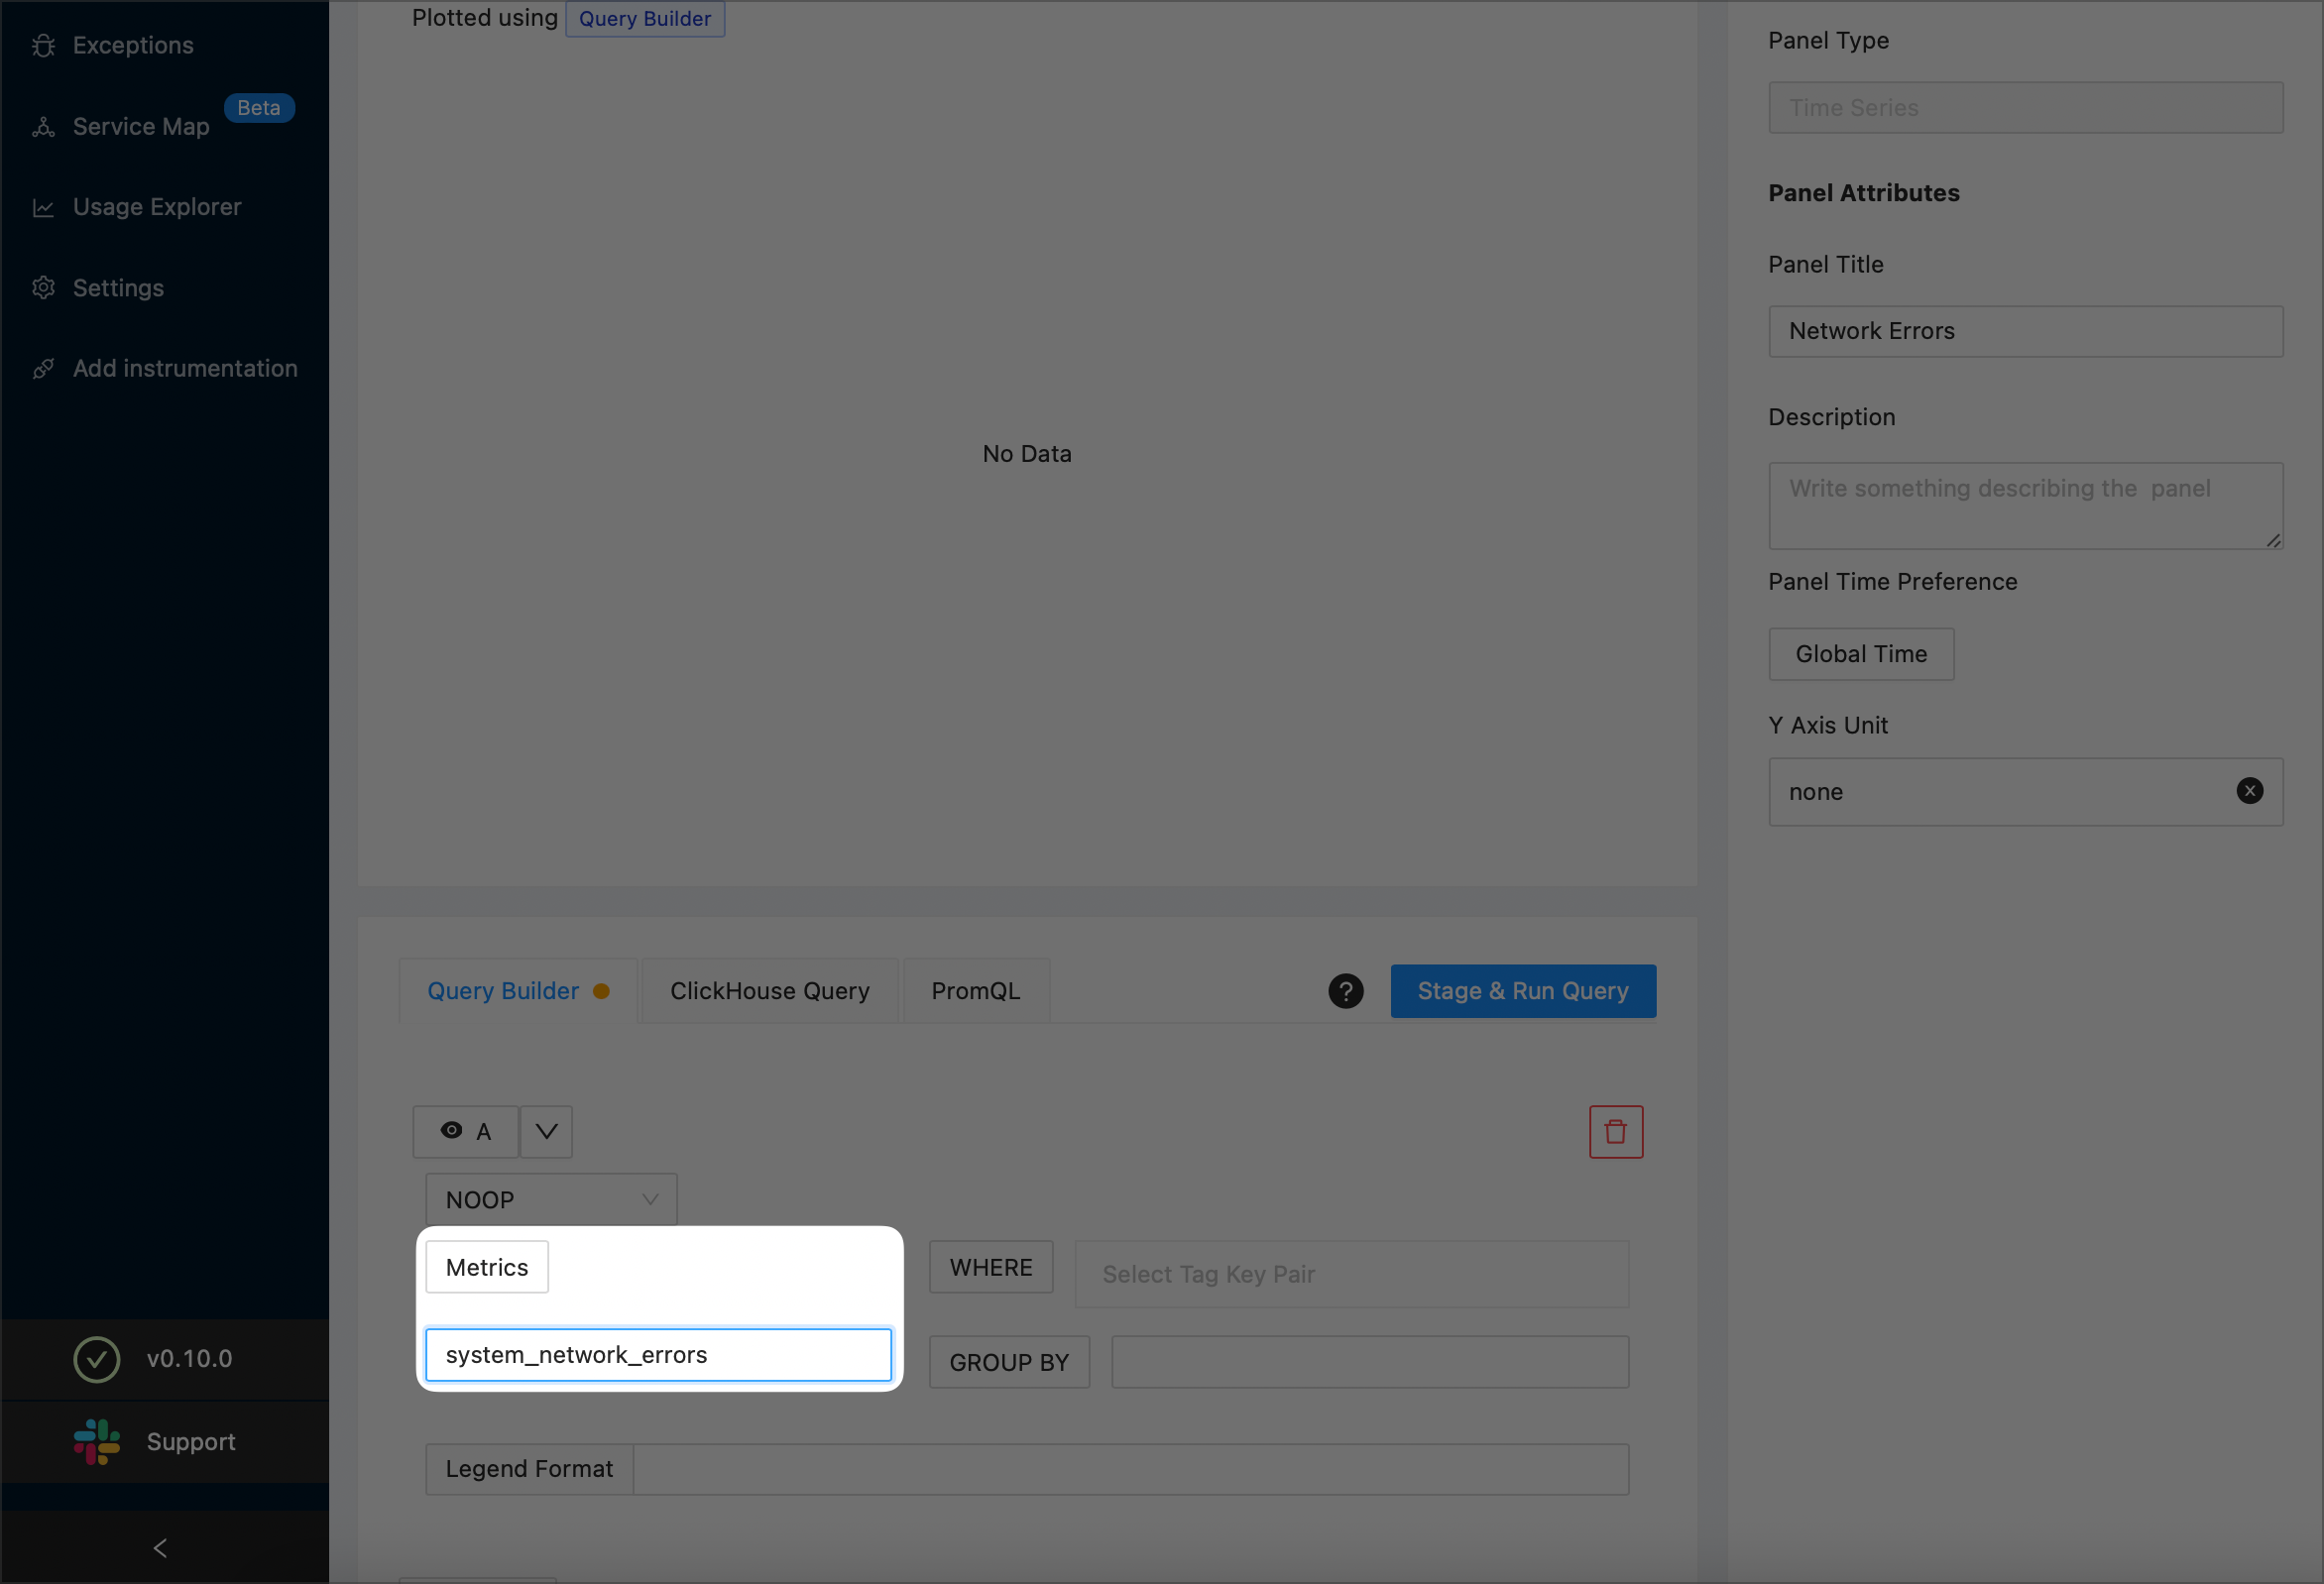 Exceptions
Service Map
Beta
Usage Explorer
Settings
Add instrumentation
v0.10.0
Support
Plotted using Query Builder
No Data
Query Builder
ClickHouse Query
PromQL
?
Stage & Run Query
A
NOOP
Metrics
system_network_errors
WHERE
Select Tag Key Pair
GROUP BY
Legend Format
Panel Type
Time Series
Panel Attributes
Panel Title
Network Errors
Description
Write something describing the  panel
Panel Time Preference
Global Time
Y Axis Unit
none